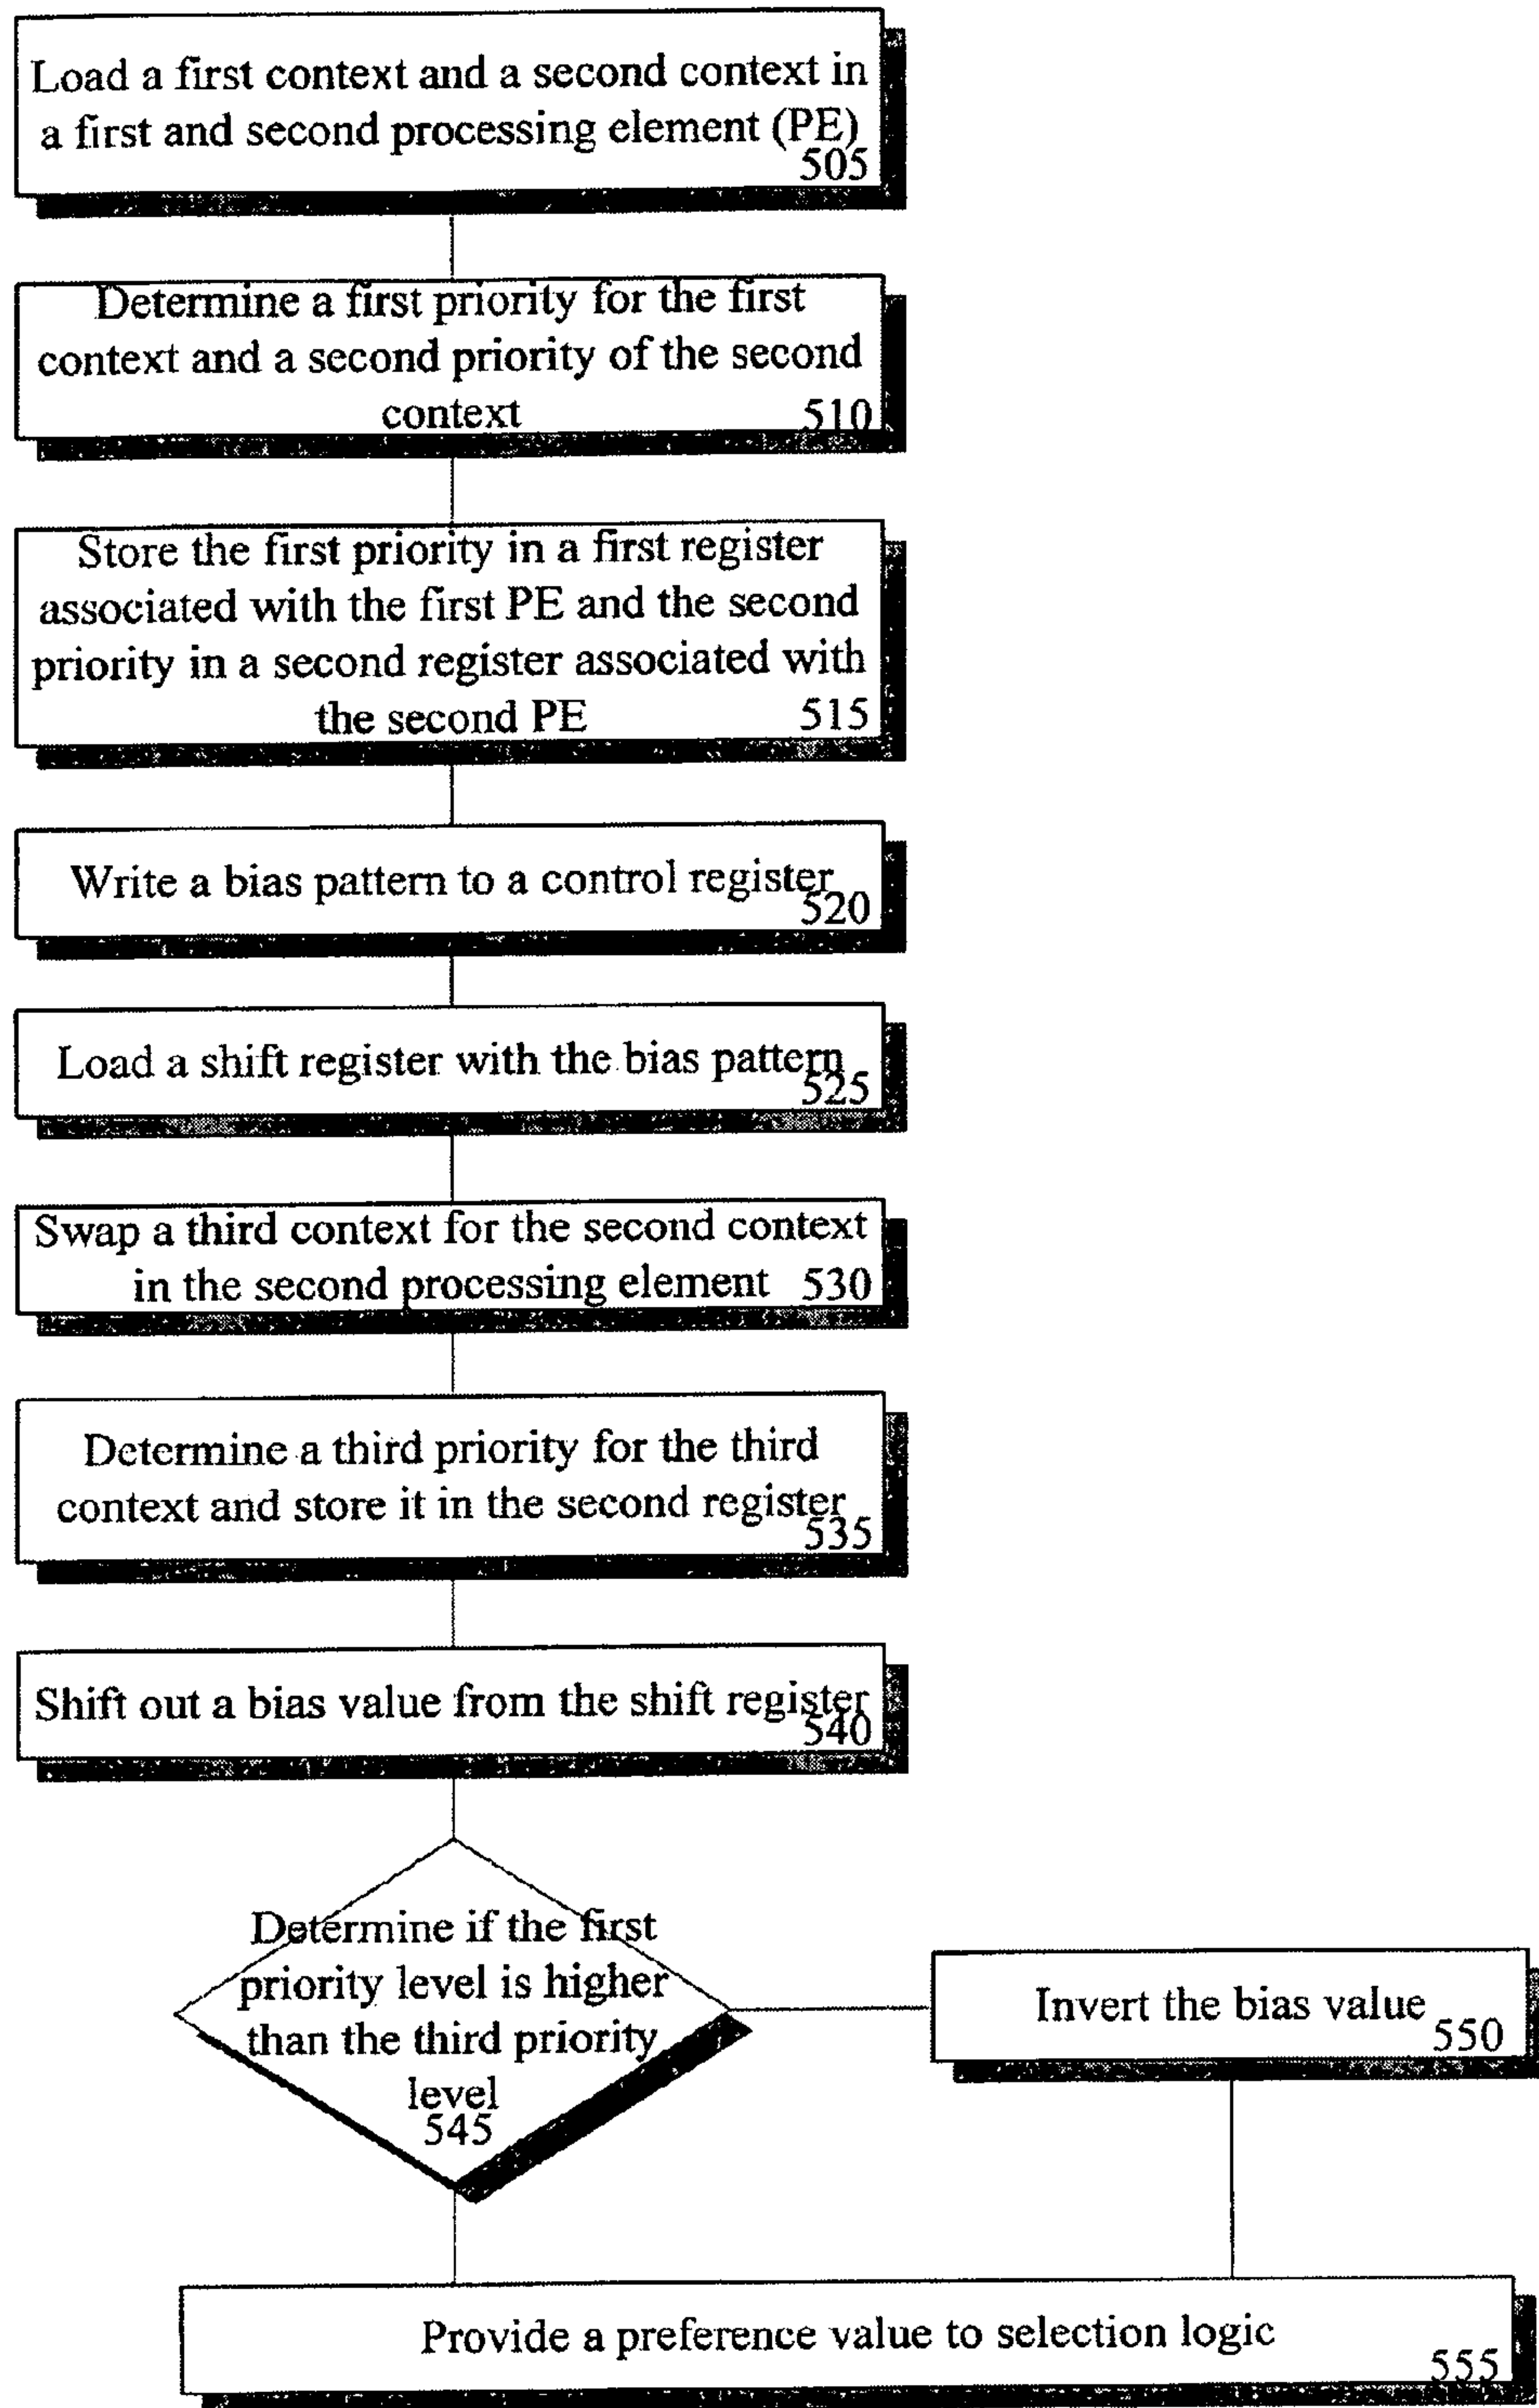 Load a first context and a second context in
a first and second processing element (PE)
505
Determine a first priority for the first
context and a second priority of the second
context 510
Store the first priority in a first register
associated with the first PE and the second
priority in a second register associated with
the second PE 515
Write a bias pattern to a control register
520
Load a shift register with the bias pattern
525
Swap a third context for the second context
in the second processing element 530
Determine a third priority for the third
context and store it in the second register
535
Shift out a bias value from the shift register
540
Determine if the first
priority level is higher
than the third priority
level
545
Invert the bias value
550
Provide a preference value to selection logic
555